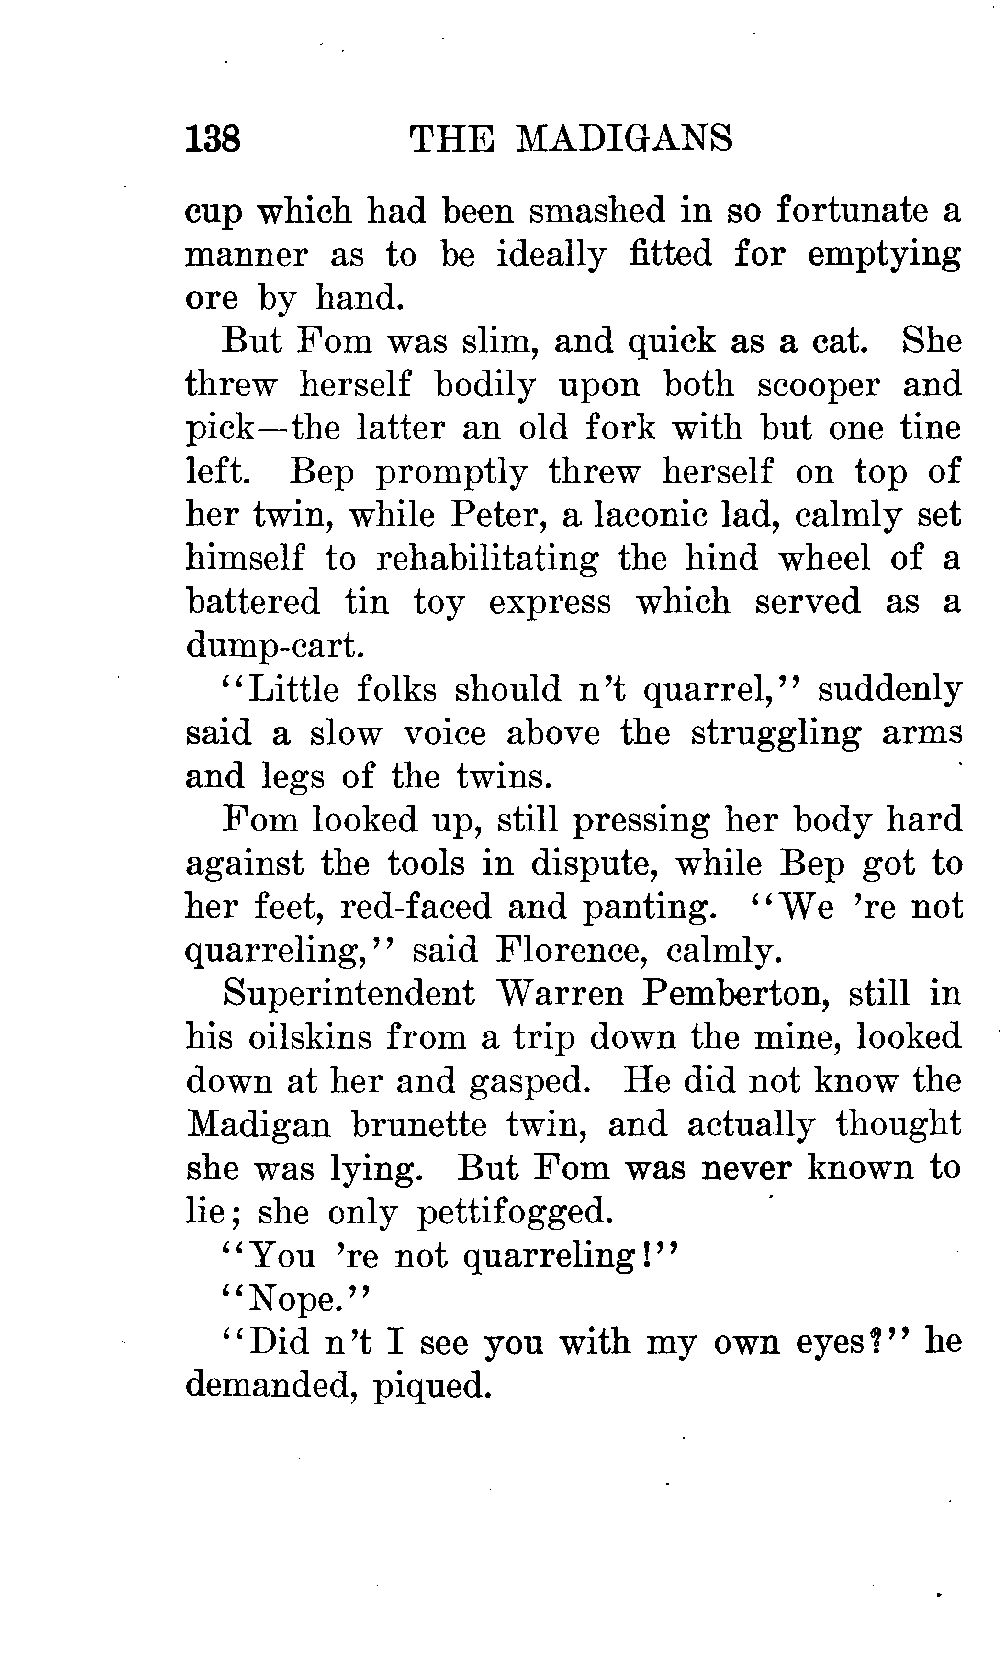 138 THE MADIGANS
cup which had been smashed in so fortunate a
manner as to be ideally fitted for emptying
ore by hand.
But Fom was slim, and quick as a cat. She
threw herself bodily upon both scooper and
pick—the latter an old fork with but one tine
left. Bep promptly threw herself on top of
her twin, while Peter, a laconic lad, calmly set
himself to rehabilitating the hind wheel of a
battered tin toy express which served as a
dump-cart.
"Little folks should n't quarrel," suddenly
said a slow voice above the struggling arms
and legs of the twins.
Fom looked up, still pressing her body hard
against the tools in dispute, while Bep got to
her feet, red-faced and panting. "We 're not
quarreling," said Florence, calmly.
Superintendent Warren Pemberton, still in
his oilskins from a trip down the mine, looked
down at her and gasped. He did not know the
Madigan brunette twin, and actually thought
she was lying. But Fom was never known to
lie; she only pettifogged.
"You 're not quarreling!"
"Nope."
"Did n't I see you with my own eyes?" he
demanded, piqued.